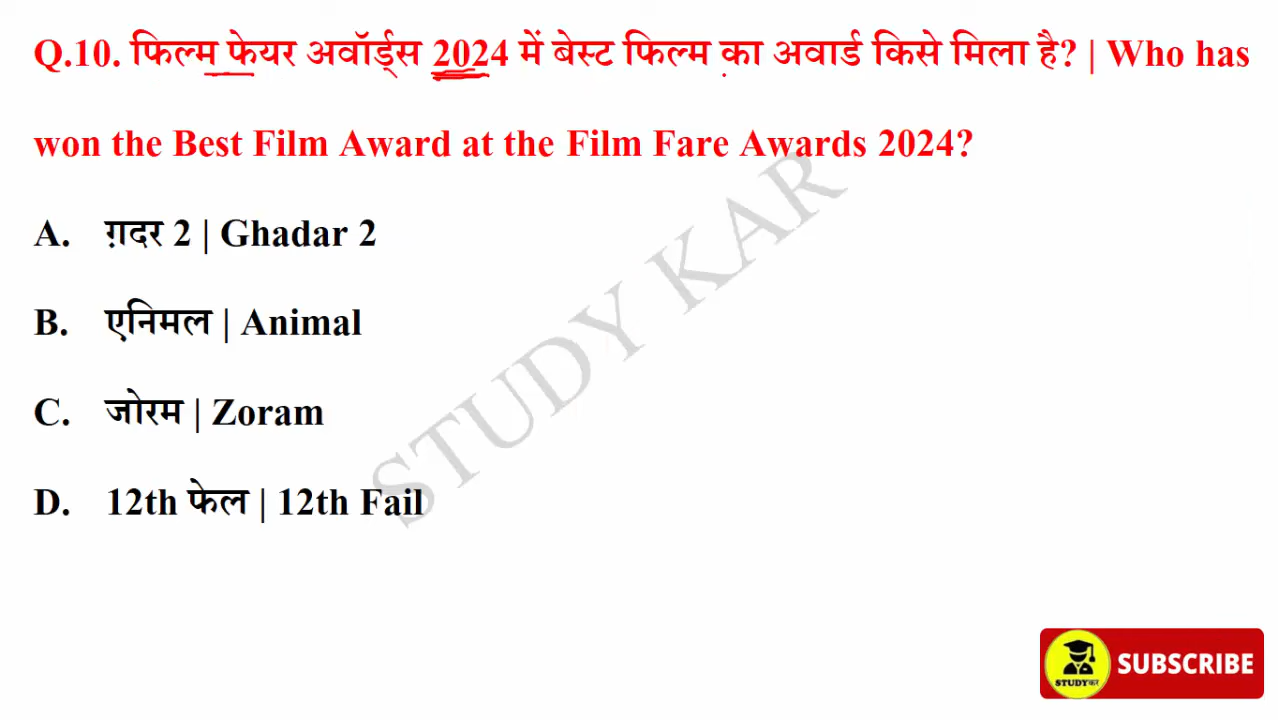 Q.10. फिल्म फेयर अवॉर्ड्स 2024 में बेस्ट फिल्म का अवार्ड किसे मिला है? | Who has
won the Best Film Award at the Film Fare Awards 2024?
A. ग़दर 2 | Ghadar 2
B. एनिमल | Animal
C. जोरम | Zoram
D. 12th फेल | 12th Fail
STUDY KAR
STUDYकर
SUBSCRIBE